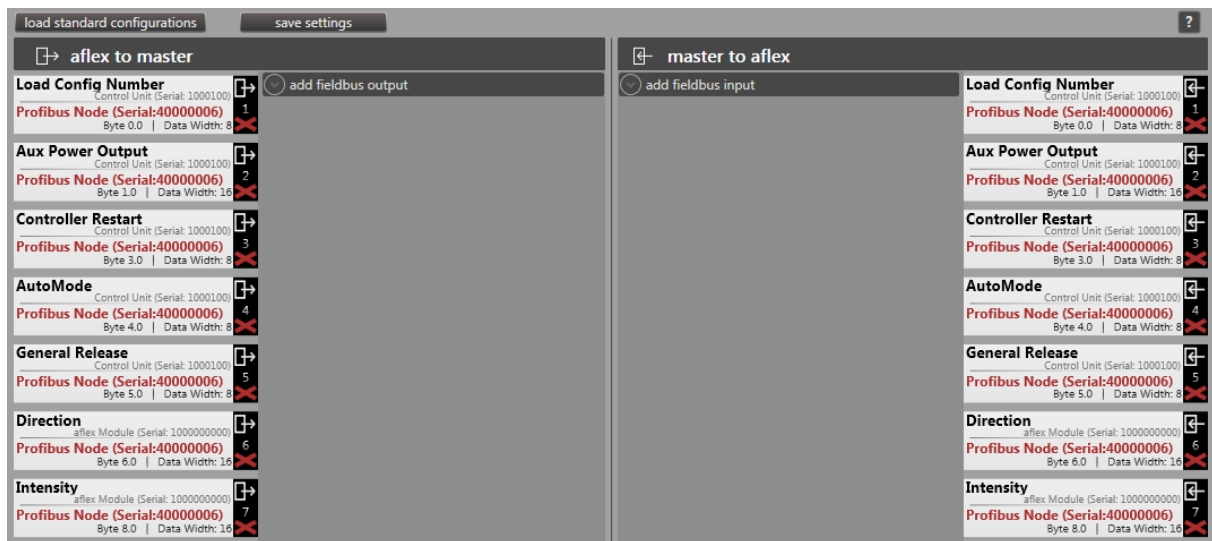 load standard configurations
save settings
?
aflex to master
Load Config Number
Control Unit (Serial: 1000100)
Profibus Node (Serial:40000006)
Byte 0.0 | Data Width: 8
1
Aux Power Output
Control Unit (Serial: 1000100)
Profibus Node (Serial:40000006)
Byte 1.0 | Data Width: 16
2
Controller Restart
Control Unit (Serial: 1000100)
Profibus Node (Serial:40000006)
Byte 3.0 | Data Width: 8
3
AutoMode
Control Unit (Serial: 1000100)
Profibus Node (Serial:40000006)
Byte 4.0 | Data Width: 8
4
General Release
Control Unit (Serial: 1000100)
Profibus Node (Serial:40000006)
Byte 5.0 | Data Width: 8
5
Direction
aflex Module (Serial: 1000000000)
Profibus Node (Serial:40000006)
Byte 6.0 | Data Width: 16
6
Intensity
aflex Module (Serial: 1000000000)
Profibus Node (Serial:40000006)
Byte 8.0 | Data Width: 16
7
add fieldbus output
master to aflex
add fieldbus input
Load Config Number
Control Unit (Serial: 1000100)
Profibus Node (Serial:40000006)
Byte 0.0 | Data Width: 8
1
Aux Power Output
Control Unit (Serial: 1000100)
Profibus Node (Serial:40000006)
Byte 1.0 | Data Width: 16
2
Controller Restart
Control Unit (Serial: 1000100)
Profibus Node (Serial:40000006)
Byte 3.0 | Data Width: 8
3
AutoMode
Control Unit (Serial: 1000100)
Profibus Node (Serial:40000006)
Byte 4.0 | Data Width: 8
4
General Release
Control Unit (Serial: 1000100)
Profibus Node (Serial:40000006)
Byte 5.0 | Data Width: 8
5
Direction
aflex Module (Serial: 1000000000)
Profibus Node (Serial:40000006)
Byte 6.0 | Data Width: 16
6
Intensity
aflex Module (Serial: 1000000000)
Profibus Node (Serial:40000006)
Byte 8.0 | Data Width: 16
7